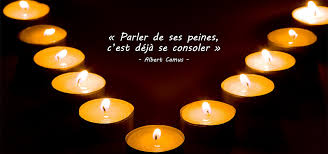 « Parler de ses peines,
c'est déjà se consoler »
- Albert Camus -